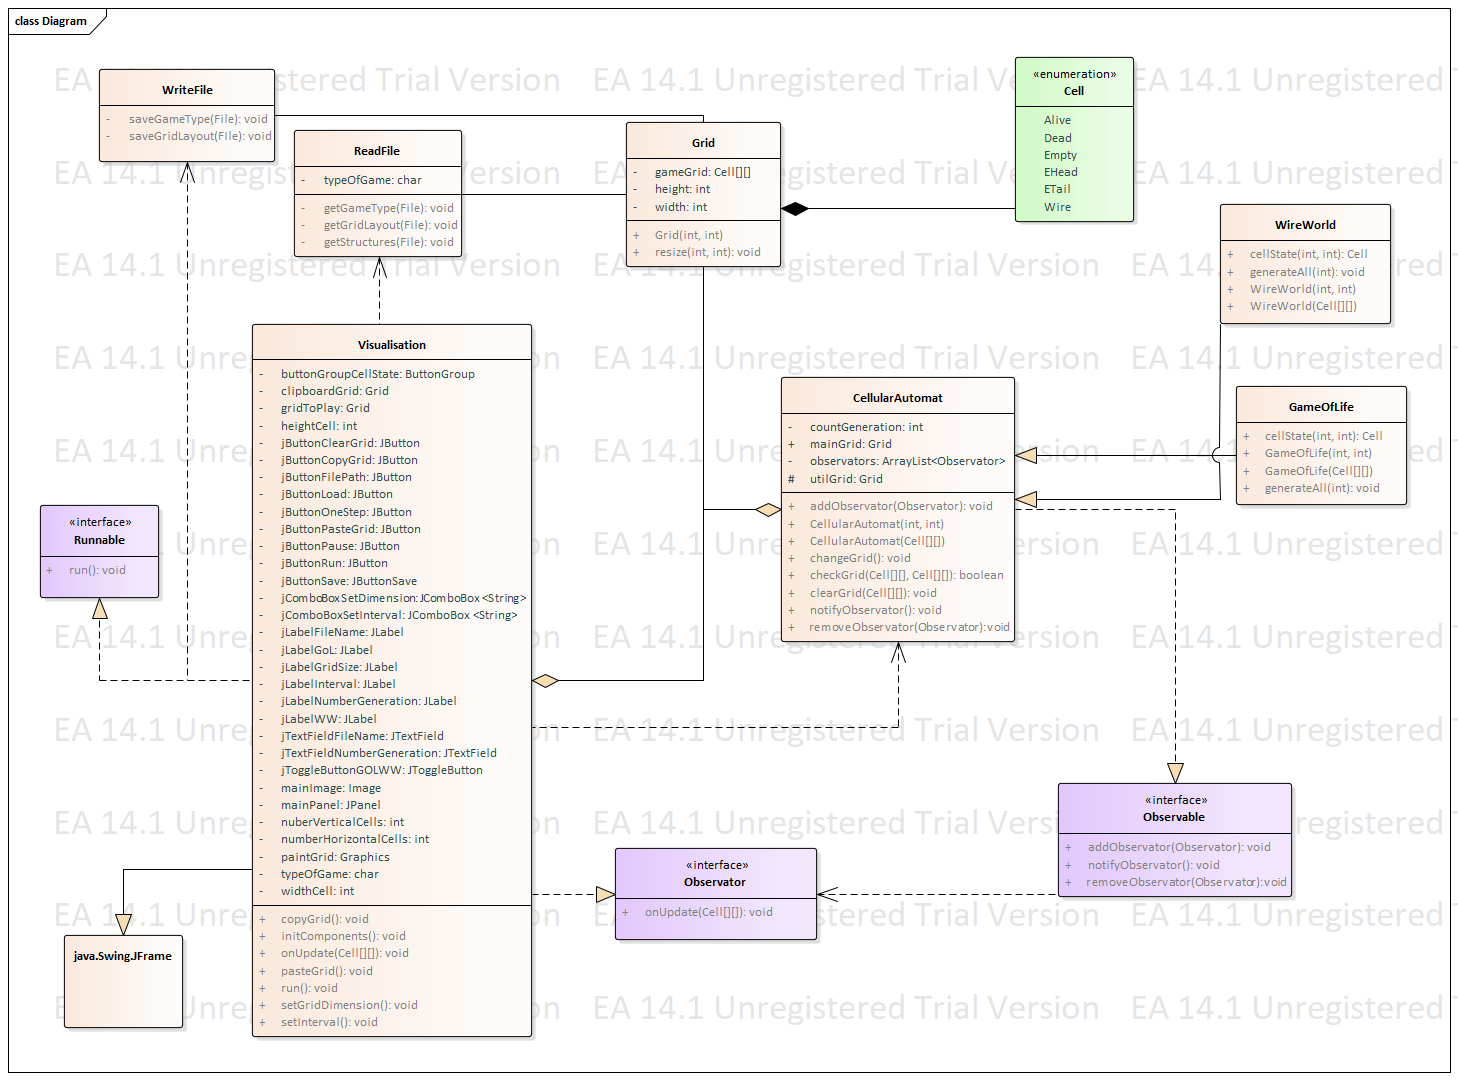 class Diagram
EA 14.1 Unregistered Trial Version
WriteFile
- saveGameType(FIle): void
- saveGridLayout(FIle): void
ReadFile
- typeOfGame: char
- getGameType(File): void
- getGridLayout(File): void
- getStructures(File): void
Grid
- gameGrid: Cell[][]
- height: int
- width: int
+ Grid(int, int)
+ resize(int, int): void
«enumeration»
Cell
Alive
Dead
Empty
EHead
ETail
Wire
WireWorld
+ cellState(int, int): Cell
+ generateAll(int): void
+ WireWorld(int, int)
+ WireWorld(Cell[][])
GameOfLife
+ cellState(int, int): Cell
+ GameOfLife(int, int)
+ GameOfLife(Cell[][])
+ generateAll(int): void
CellularAutomat
- countGeneration: int
+ mainGrid: Grid
- observators: ArrayList<Observator>
# utilGrid: Grid
+ addObservator(Observator): void
+ CellularAutomat(int, int)
+ CellularAutomat(Cell[][])
+ changeGrid(): void
+ checkGrid(Cell[][], Cell[][]): boolean
+ clearGrid(Cell[][]): void
+ notifyObservator(): void
+ removeObservator(Observator):void
Visualisation
- buttonGroupCellState: ButtonGroup
- clipboardGrid: Grid
- gridToPlay: Grid
- heightCell: int
- jButtonClearGrid: JButton
- jButtonCopyGrid: JButton
- jButtonFilePath: JButton
- jButtonLoad: JButton
- jButtonOneStep: JButton
- jButtonPasteGrid: JButton
- jButtonPause: JButton
- jButtonRun: JButton
- jButtonSave: JButtonSave
- jComboBoxSetDimension: JComboBox <String>
- jComboBoxSetInterval: JComboBox <String>
- jLabelFileName: JLabel
- jLabelGoL: JLabel
- jLabelGridSize: JLabel
- jLabelInterval: JLabel
- jLabelNumberGeneration: JLabel
- jLabelWW: JLabel
- jTextFieldFileName: JTextField
- jTextFieldNumberGeneration: JTextField
- jToggleButtonGOLWW: JToggleButton
- mainImage: Image
- mainPanel: JPanel
- nuberVerticalCells: int
- numberHorizontalCells: int
- paintGrid: Graphics
- typeOfGame: char
- widthCell: int
+ copyGrid(): void
+ initComponents(): void
+ onUpdate(Cell[][]): void
+ pasteGrid(): void
+ run(): void
+ setGridDimension(): void
+ setInterval(): void
«interface»
Runnable
+ run(): void
java.SwingJFrame
«interface»
Observator
+ onUpdate(Cell[][]): void
«interface»
Observable
+ addObservator(Observator): void
+ notifyObservator(): void
+ removeObservator(Observator):void